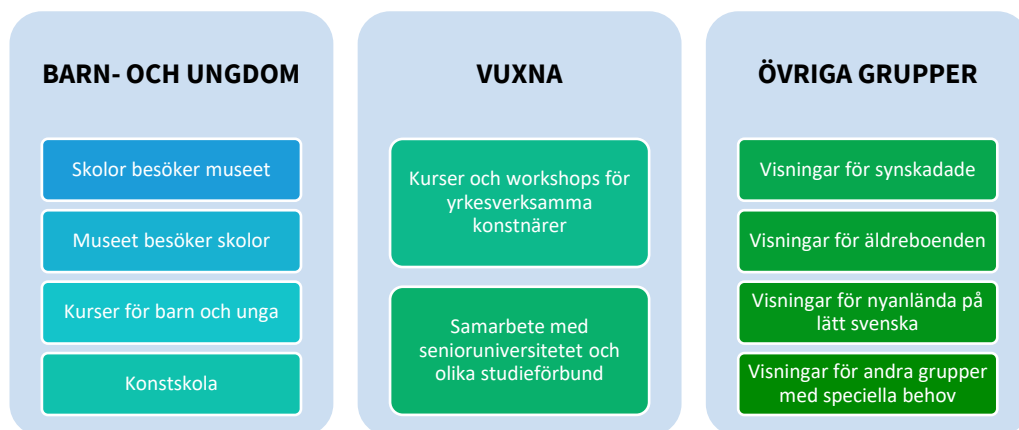 BARN- OCH UNGDOM
Skolor besöker museet
Museet besöker skolor
Kurser för barn och unga
Konstskola
VUXNA
Kurser och workshops för
yrkesverksamma
konstnärer
Samarbete med
senioruniversitetet och
olika studieförbund
ÖVRIGA GRUPPER
Visningar för synskadade
Visningar för äldreboenden
Visningar för nyanlända på
lätt svenska
Visningar för andra grupper
med speciella behov